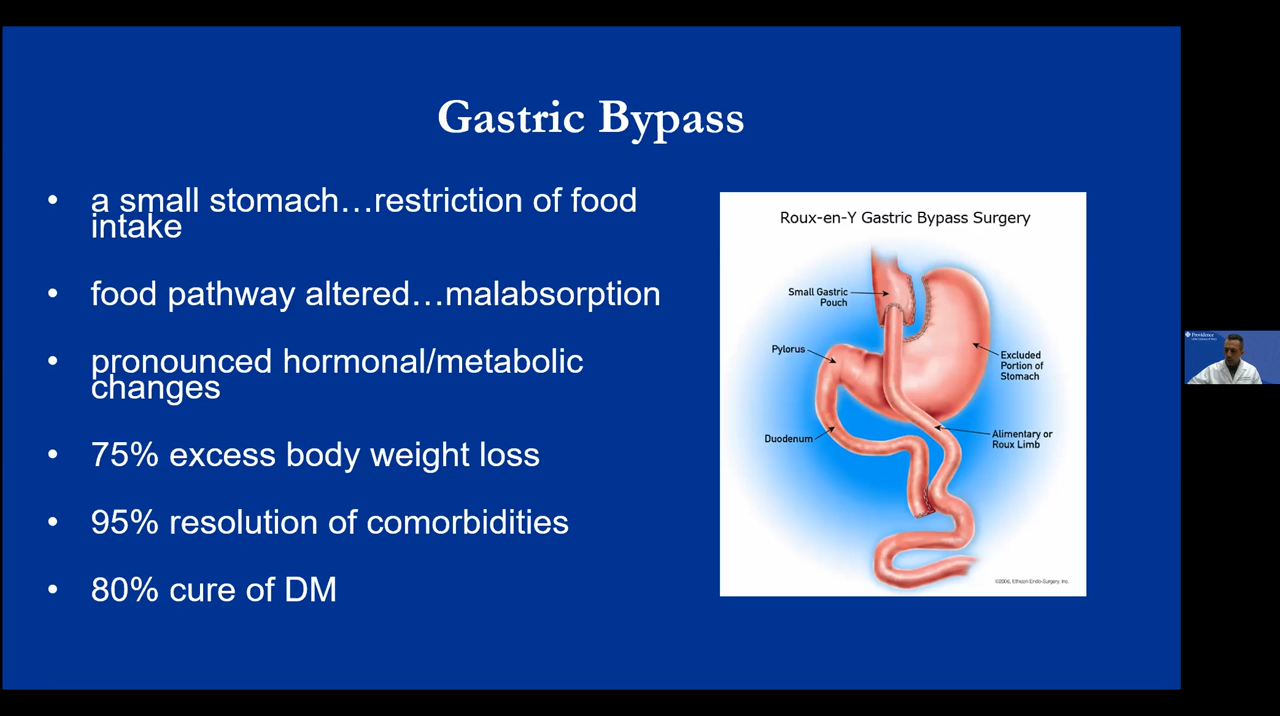 Gastric Bypass
• a small stomach…restriction of food
intake
• food pathway altered…malabsorption
• pronounced hormonal/metabolic
changes
• 75% excess body weight loss
• 95% resolution of comorbidities
• 80% cure of DM
Roux-en-Y Gastric Bypass Surgery
Small Gastric
Pouch
Pylorus
Excluded
Portion of
Stomach
Duodenum
Alimentary or
Roux Limb
©2006, Ethicon Endo-Surgery, Inc.
Providence